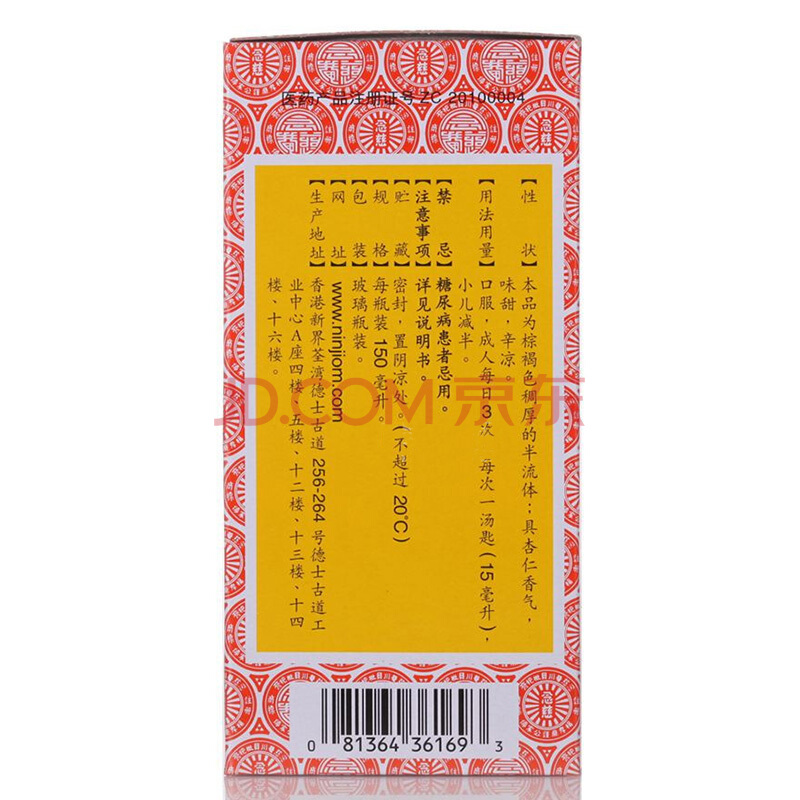 医药产品注册证号 ZC 20100004
【性 状】本品为棕褐色稠厚的半流体；具杏仁香气，
味甜，辛凉
【用法用量】口服，成人每日3次 每次一汤匙（15毫升），
小儿减半。
【禁 忌】糖尿病患者忌用。
【注意事项】详见说明书。
【贮 藏】密封，置阴凉处。（不超过 20°C）
【规 格】每瓶装 150 毫升。
【包 装】玻璃瓶装。
【网 址】www.ninjiom.com
【生产地址】香港新界荃湾德士古道 256-264 号德士古道工
业中心A座四楼、五楼、十二楼、十三楼、十四
楼、十六楼。
JD.COM 京东
0 81364 36169 3
念慈